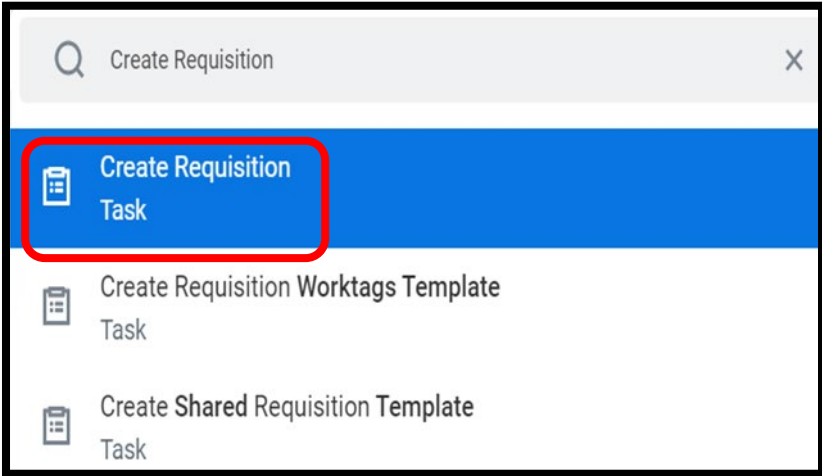 Create Requisition
Create Requisition
Task
Create Requisition Worktags Template
Task
Create Shared Requisition Template
Task